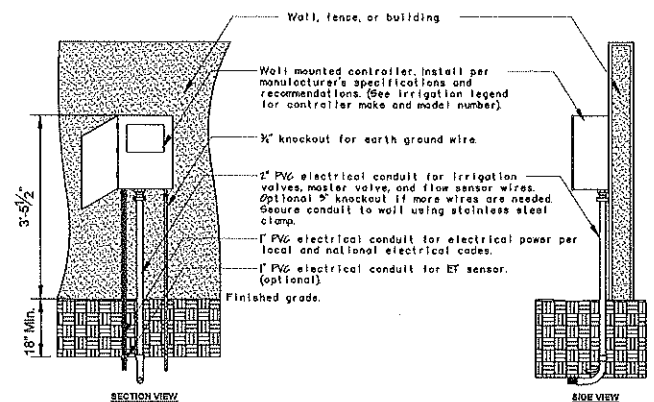 Wall, fence, or building
Wall mounted controller. Install per
manufacturer's specifications and
recommendations. (See irrigation legend
for controller make and model number).
¾" knockout for earth ground wire.
2" PVC electrical conduit for irrigation
valves, master valve, and flow sensor wires.
Optional 3" knockout if more wires are needed.
Secure conduit to wall using stainless steel
clamp.
1" PVC electrical conduit for electrical power per
local and national electrical codes.
1" PVC electrical conduit for ET sensor.
(optional).
Finished grade.
3'-5½"
18" Min.
SECTION VIEW
SIDE VIEW